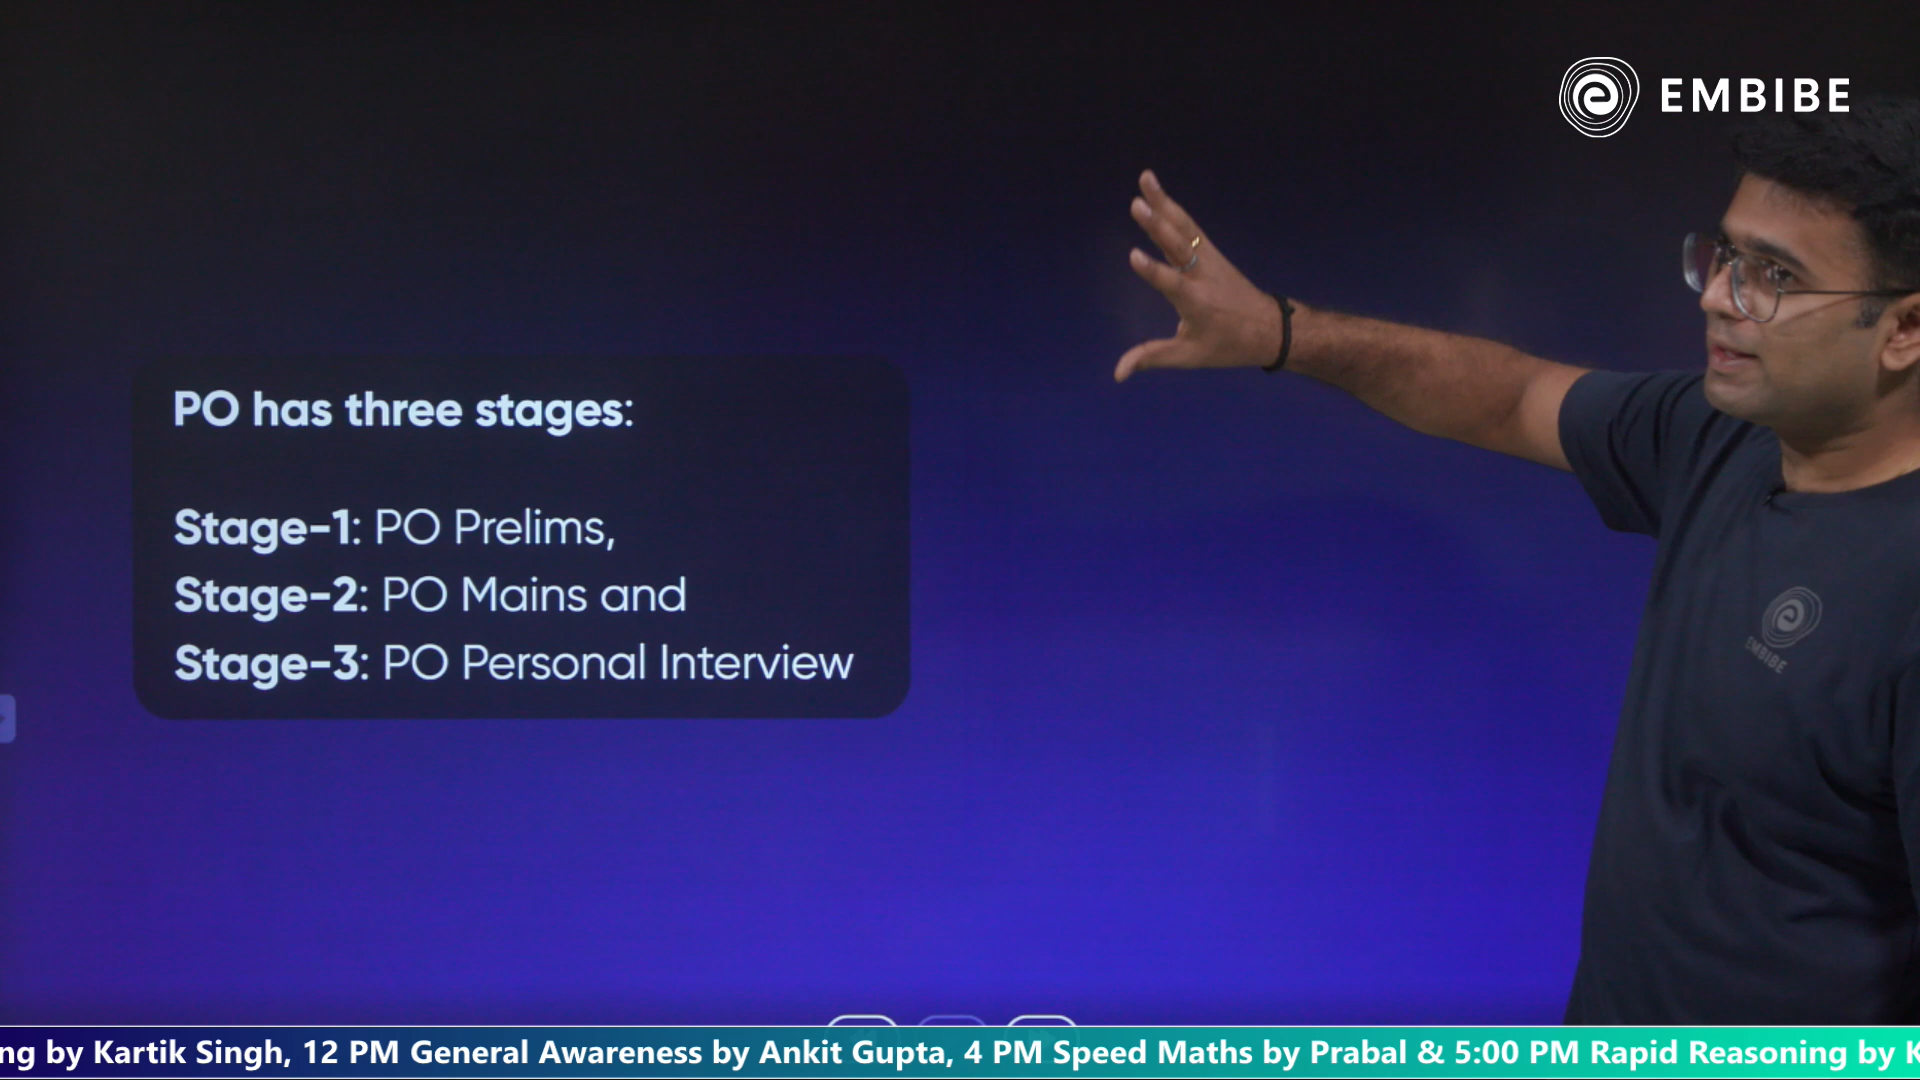 EMBIBE
PO has three stages:
Stage-1: PO Prelims,
Stage-2: PO Mains and
Stage-3: PO Personal Interview
EMBIBE
ng by Kartik Singh, 12 PM General Awareness by Ankit Gupta, 4 PM Speed Maths by Prabal & 5:00 PM Rapid Reasoning by K